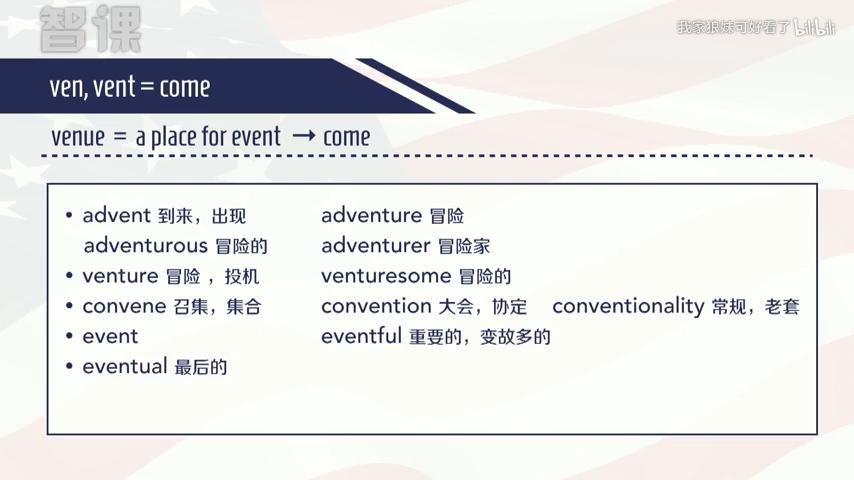 智课
我家狼妹可好看了 bilibili
ven, vent = come
venue = a place for event → come
• advent 到来，出现 adventure 冒险
adventurous 冒险的 adventurer 冒险家
• venture 冒险 ，投机 venturesome 冒险的
• convene 召集，集合 convention 大会，协定 conventionality 常规，老套
• event eventful 重要的，变故多的
• eventual 最后的